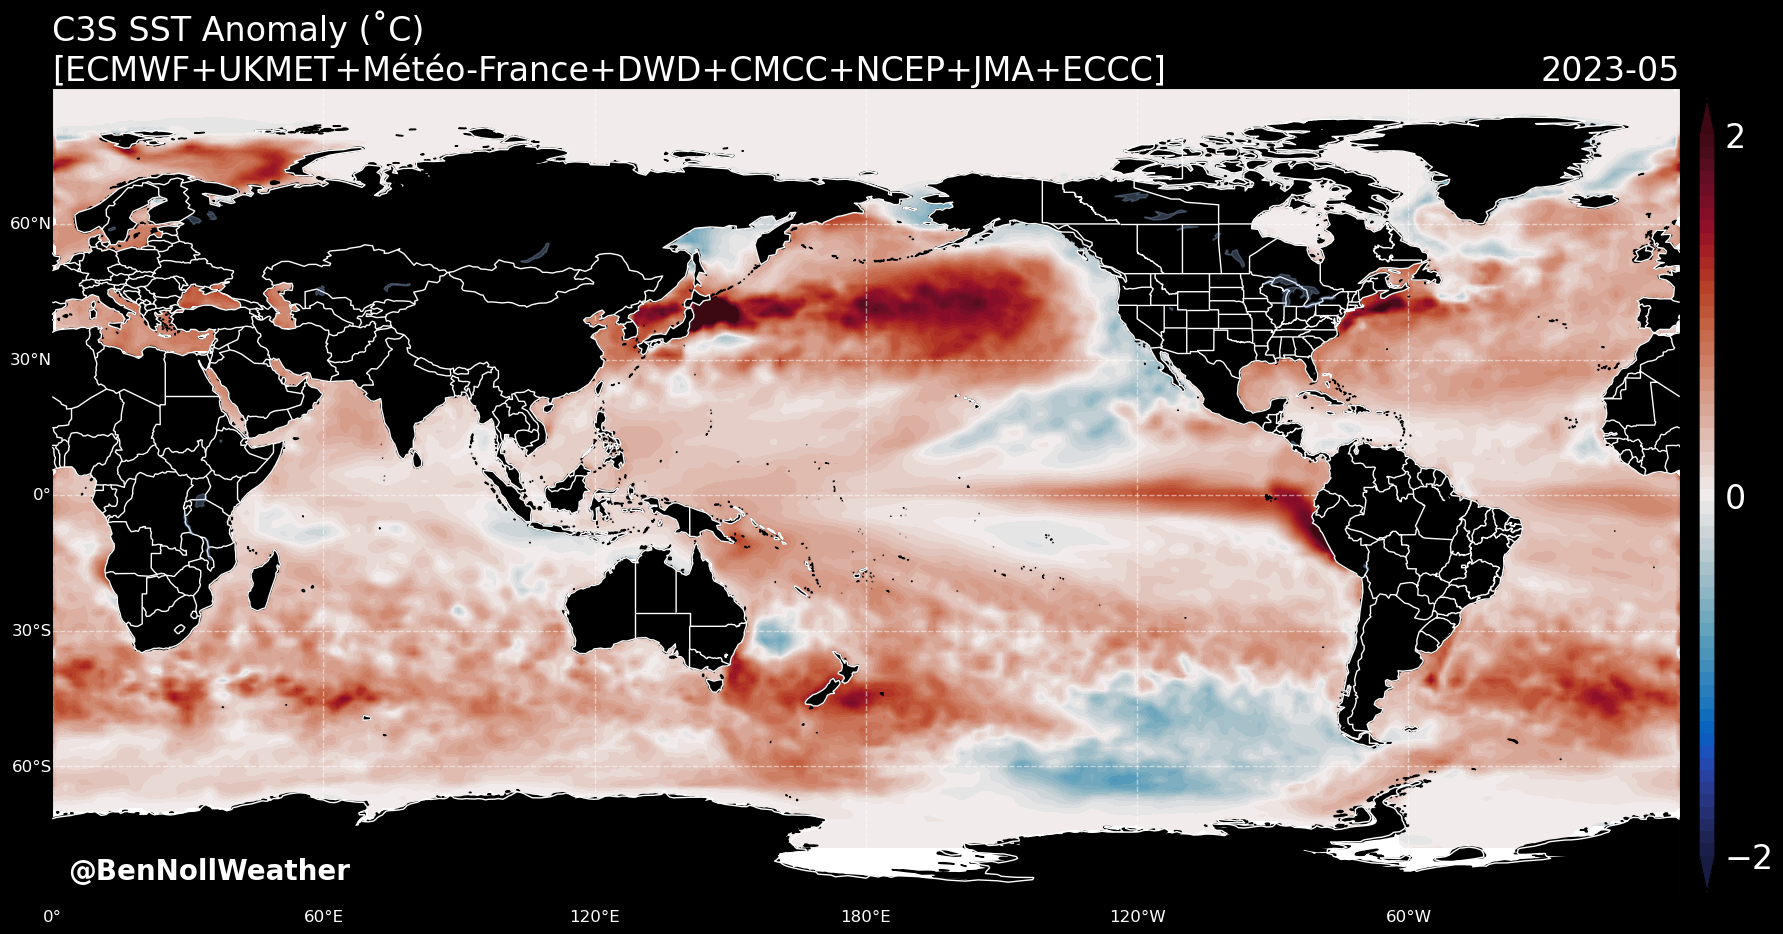 C3S SST Anomaly (˚C)
[ECMWF+UKMET+Météo-France+DWD+CMCC+NCEP+JMA+ECCC]
2023-05
2
60°N
30°N
0°
0
30°S
60°S
−2
@BenNollWeather
0°
60°E
120°E
180°E
120°W
60°W